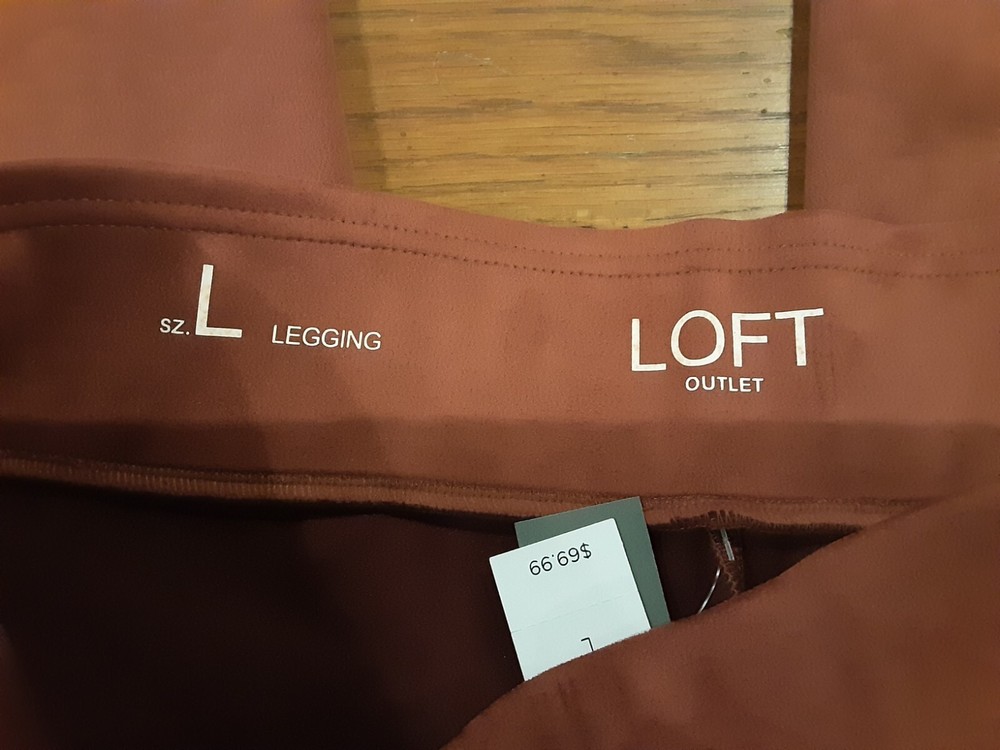 sz. L LEGGING
LOFT
OUTLET
$69.99
L